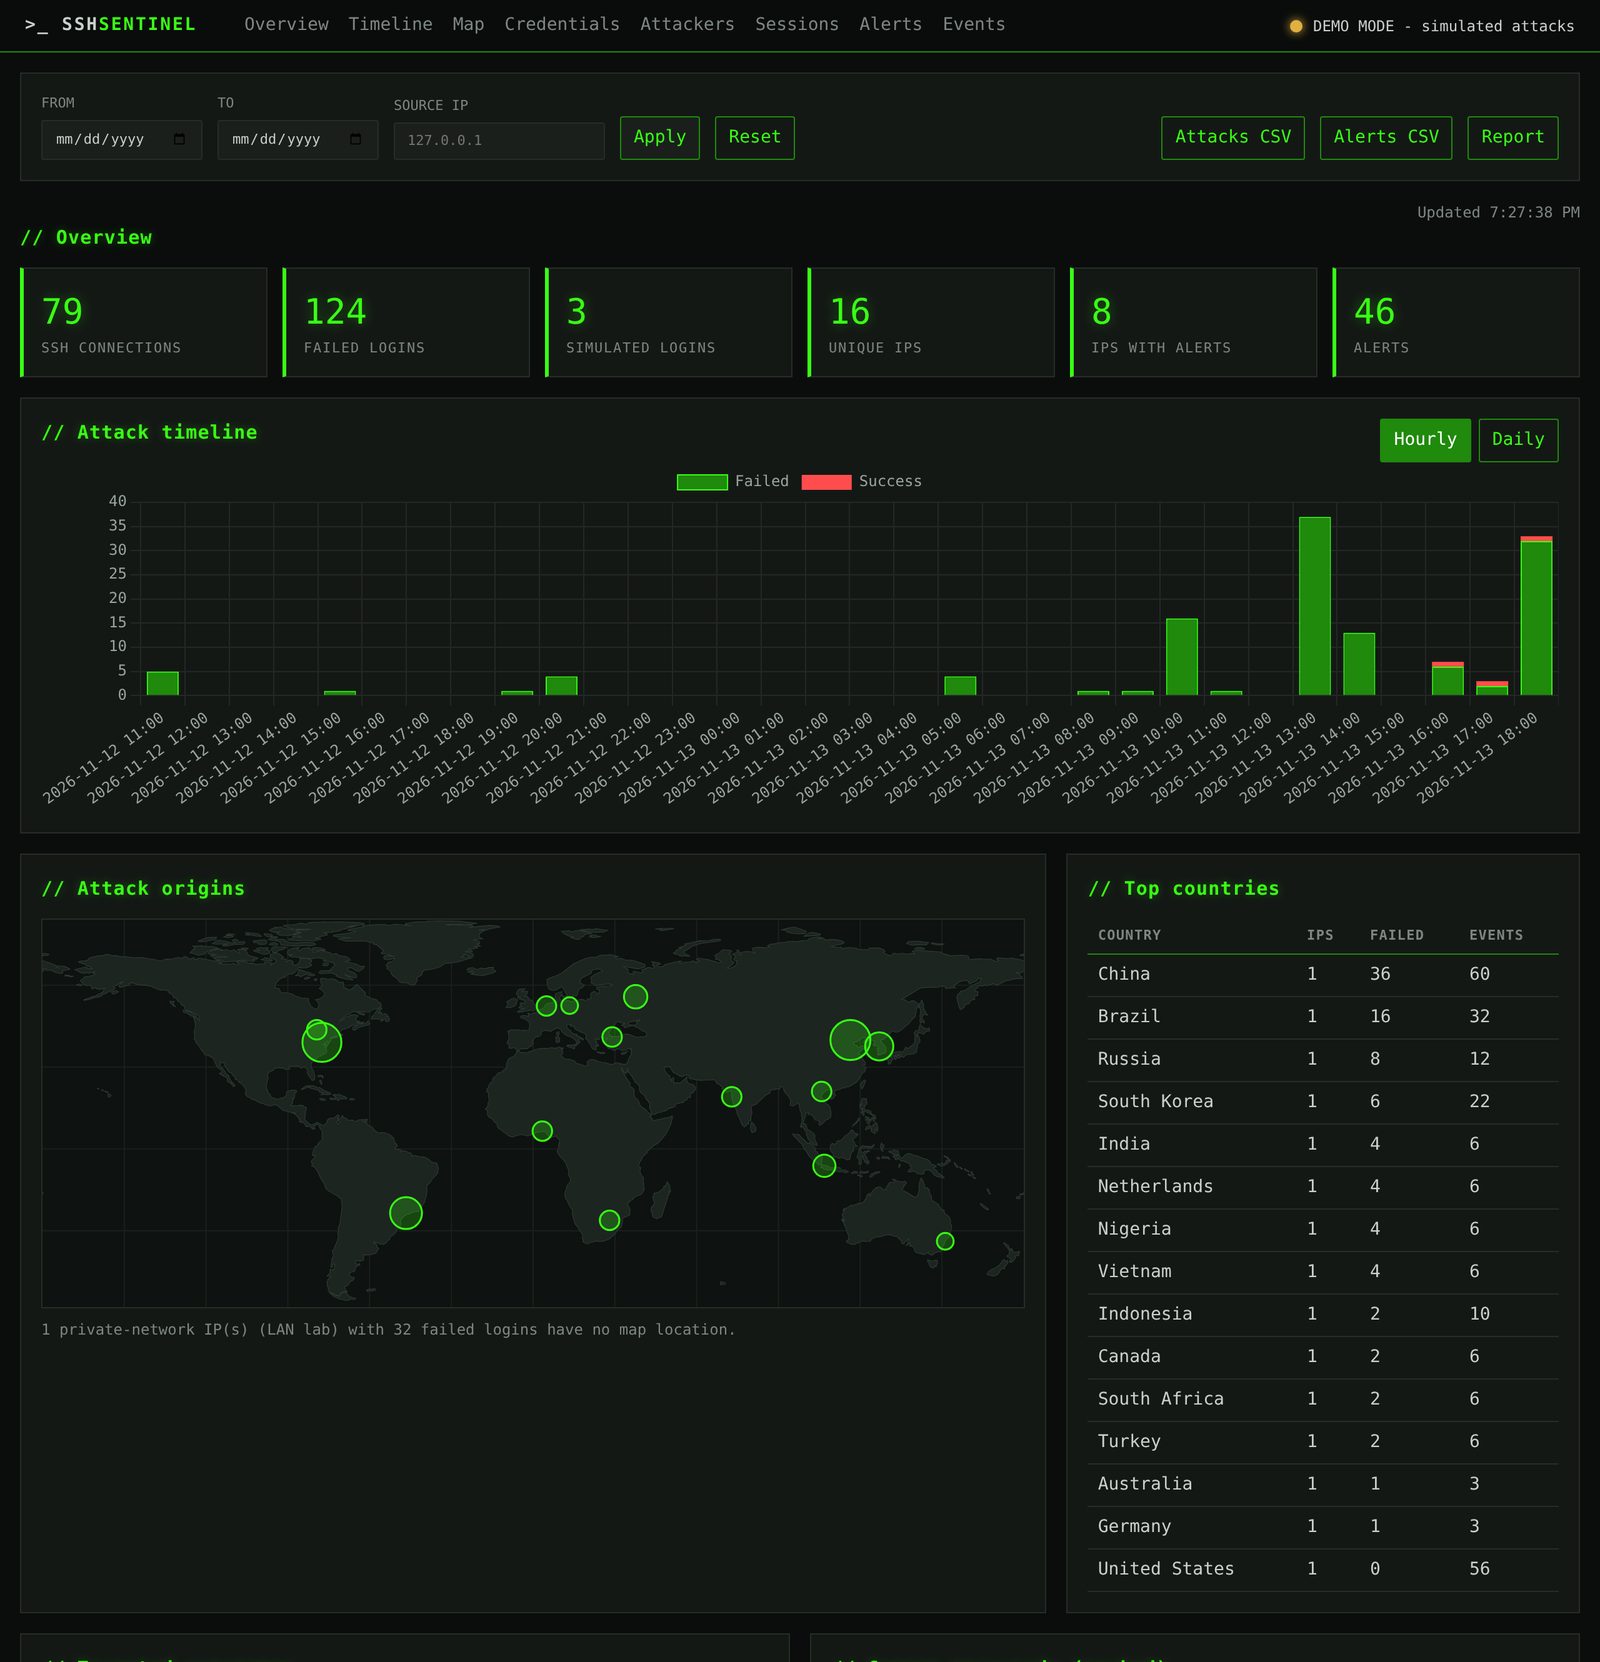 >_ SSHSENTINEL Overview Timeline Map Credentials Attackers Sessions Alerts Events DEMO MODE - simulated attacks
FROM TO SOURCE IP
mm/dd/yyyy mm/dd/yyyy 127.0.0.1 Apply Reset Attacks CSV Alerts CSV Report
Updated 7:27:38 PM
// Overview
79 124 3 16 8 46
SSH CONNECTIONS FAILED LOGINS SIMULATED LOGINS UNIQUE IPS IPS WITH ALERTS ALERTS
// Attack timeline
Hourly Daily
Failed Success
40
35
30
25
20
15
10
5
0
2026-11-12 11:00
2026-11-12 12:00
2026-11-12 13:00
2026-11-12 14:00
2026-11-12 15:00
2026-11-12 16:00
2026-11-12 17:00
2026-11-12 18:00
2026-11-12 19:00
2026-11-12 20:00
2026-11-12 21:00
2026-11-12 22:00
2026-11-12 23:00
2026-11-13 00:00
2026-11-13 01:00
2026-11-13 02:00
2026-11-13 03:00
2026-11-13 04:00
2026-11-13 05:00
2026-11-13 06:00
2026-11-13 07:00
2026-11-13 08:00
2026-11-13 09:00
2026-11-13 10:00
2026-11-13 11:00
2026-11-13 12:00
2026-11-13 13:00
2026-11-13 14:00
2026-11-13 15:00
2026-11-13 16:00
2026-11-13 17:00
2026-11-13 18:00
// Attack origins
1 private-network IP(s) (LAN lab) with 32 failed logins have no map location.
// Top countries
COUNTRY IPS FAILED EVENTS
China 1 36 60
Brazil 1 16 32
Russia 1 8 12
South Korea 1 6 22
India 1 4 6
Netherlands 1 4 6
Nigeria 1 4 6
Vietnam 1 4 6
Indonesia 1 2 10
Canada 1 2 6
South Africa 1 2 6
Turkey 1 2 6
Australia 1 1 3
Germany 1 1 3
United States 1 0 56